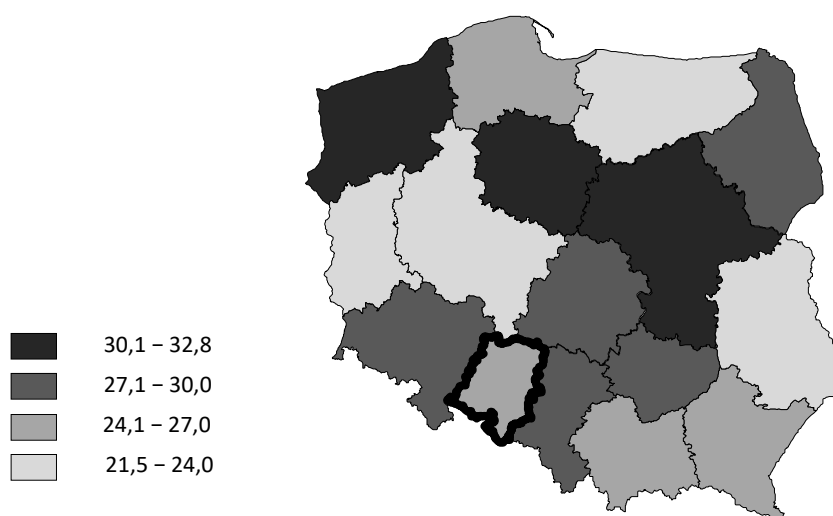 30,1 – 32,8
27,1 – 30,0
24,1 – 27,0
21,5 – 24,0